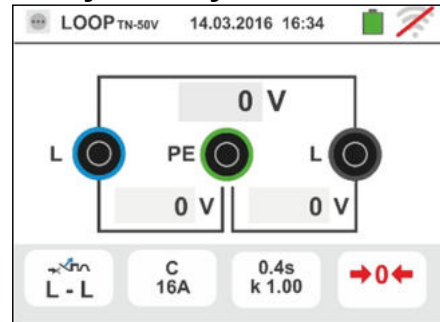 LOOP TN-50V 14.03.2016 16:34
0 V
L PE L
0 V 0 V
L - L
C
16A
0.4s
k 1.00
0